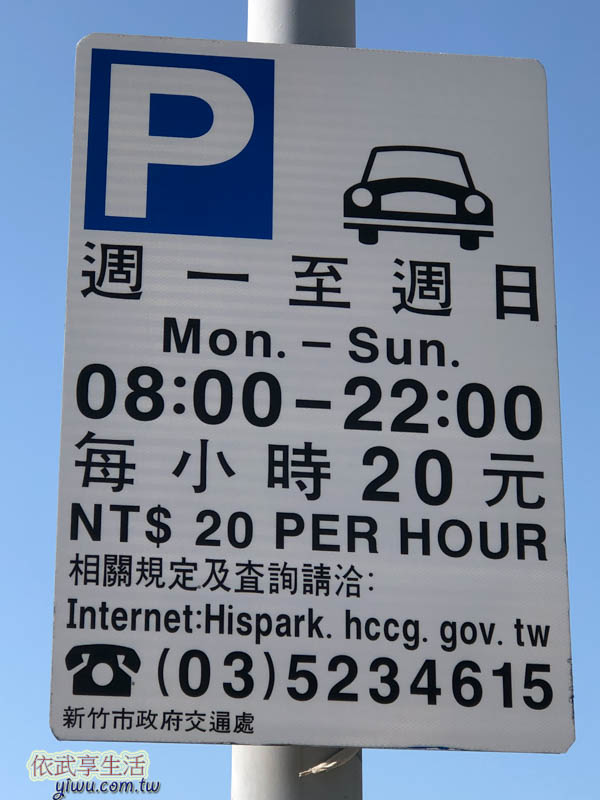 P
週一至週日
Mon. – Sun.
08:00–22:00
每小時20元
NT$ 20 PER HOUR
相關規定及查詢請洽:
Internet:Hispark. hccg. gov. tw
(03)5234615
新竹市政府交通處
依武享生活
yiwu.com.tw